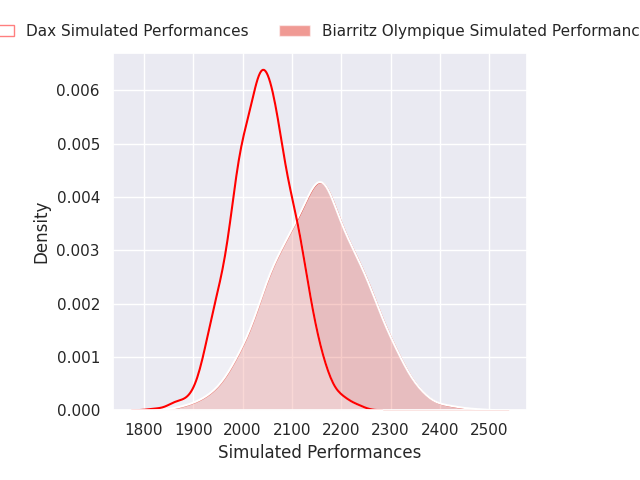 Dax Simulated Performances
Biarritz Olympique Simulated Performanc
0.006
0.005
0.004
0.003
0.002
0.001
0.000
Density
1800 1900 2000 2100 2200 2300 2400 2500
Simulated Performances